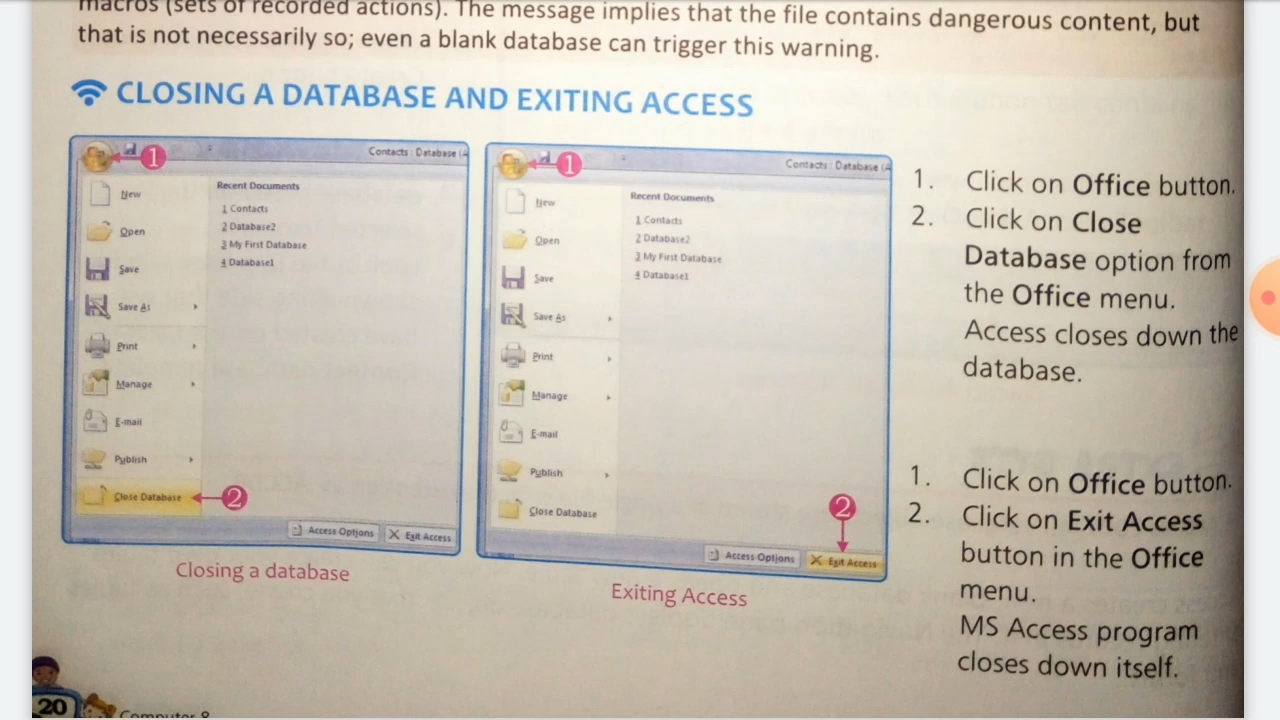 macros (sets of recorded actions). The message implies that the file contains dangerous content, but
that is not necessarily so; even a blank database can trigger this warning.
CLOSING A DATABASE AND EXITING ACCESS
1
Contacts : Database (A
New
Open
Save
Save As
Print
Manage
E-mail
Publish
Close Database
2
Recent Documents
1 Contacts
2 Database2
3 My First Database
4 Database1
Access Options
X Exit Access
Closing a database
1
Contacts : Database (A
New
Open
Save
Save As
Print
Manage
E-mail
Publish
Close Database
Recent Documents
1 Contacts
2 Database2
3 My First Database
4 Database1
2
Access Options
X Exit Access
Exiting Access
1. Click on Office button.
2. Click on Close
Database option from
the Office menu.
Access closes down the
database.
1. Click on Office button.
2. Click on Exit Access
button in the Office
menu.
MS Access program
closes down itself.
20
Computer 8